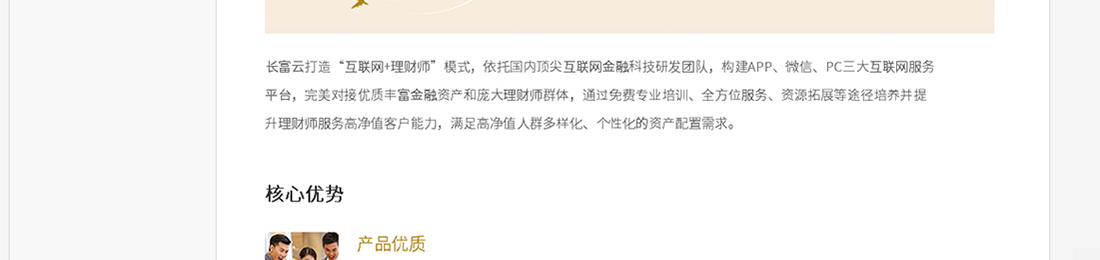 长富云打造“互联网+理财师”模式，依托国内顶尖互联网金融科技研发团队，构建APP、微信、PC三大互联网服务
平台，完美对接优质丰富金融资产和庞大理财师群体，通过免费专业培训、全方位服务、资源拓展等途径培养并提
升理财师服务高净值客户能力，满足高净值人群多样化、个性化的资产配置需求。
核心优势
产品优质